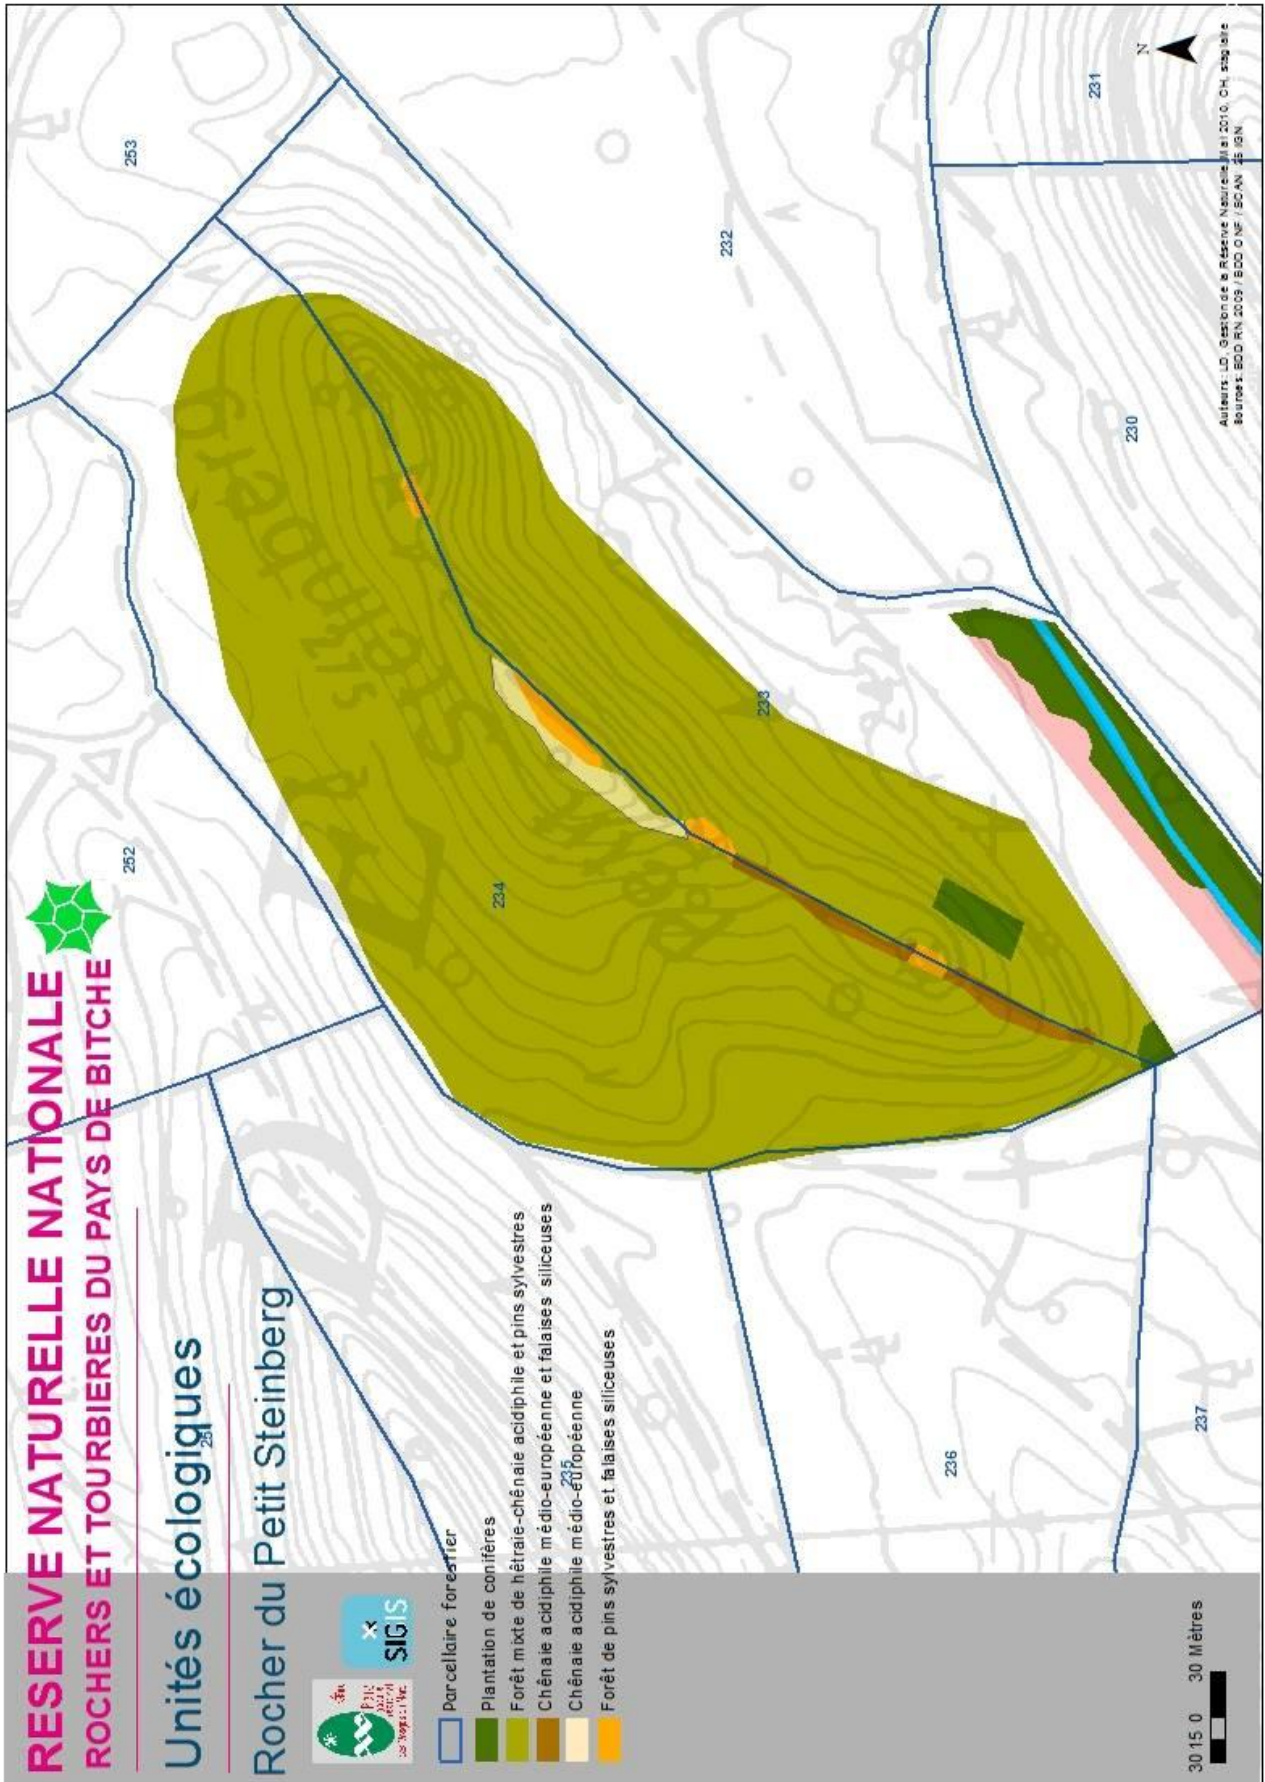 RESERVE NATURELLE NATIONALE
ROCHERS ET TOURBIERES DU PAYS DE BITCHE
Unités écologiques
Rocher du Petit Steinberg
SIGIS
Parcellaire forestier
Plantation de conifères
Forêt mixte de hêtraie-chênaie acidiphile et pins sylvestres
Chênaie acidiphile médio-européenne et falaises siliceuses
Chênaie acidiphile médio-européenne
Forêt de pins sylvestres et falaises siliceuses
30 15 0 30 Mètres
251
252
253
235
234
236
233
232
237
230
231
275
Steinberg
N
Auteurs : LD, Gestion de la Réserve Naturelle, Mai 2010, CH, stagiaire
Sources : BDD RN 2009 / BDD ONF / SCAN 25 IGN